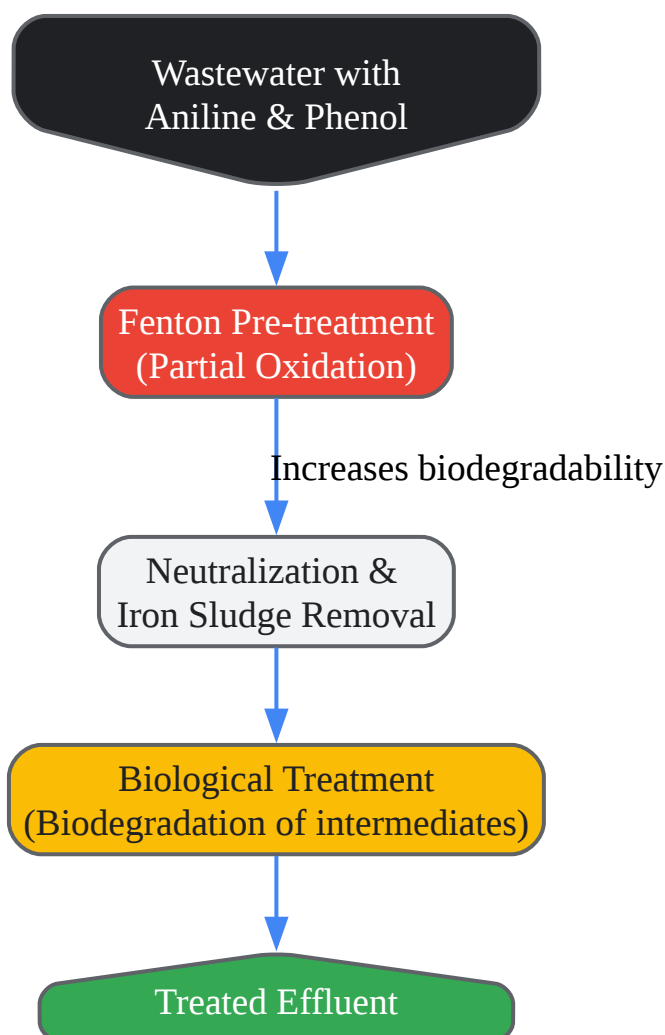 Wastewater with
Aniline & Phenol
Fenton Pre-treatment
(Partial Oxidation)
Increases biodegradability
Neutralization &
Iron Sludge Removal
Biological Treatment
(Biodegradation of intermediates)
Treated Effluent